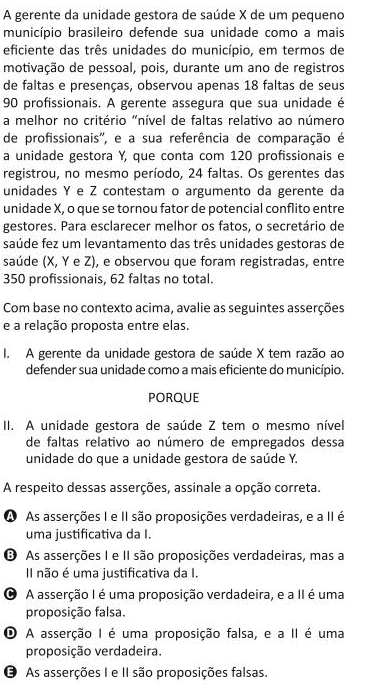 A gerente da unidade gestora de saúde X de um pequeno
município brasileiro defende sua unidade como a mais
eficiente das três unidades do município, em termos de
motivação de pessoal, pois, durante um ano de registros
de faltas e presenças, observou apenas 18 faltas de seus
90 profissionais. A gerente assegura que sua unidade é
a melhor no critério “nível de faltas relativo ao número
de profissionais”, e a sua referência de comparação é
a unidade gestora Y, que conta com 120 profissionais e
registrou, no mesmo período, 24 faltas. Os gerentes das
unidades Y e Z contestam o argumento da gerente da
unidade X, o que se tornou fator de potencial conflito entre
gestores. Para esclarecer melhor os fatos, o secretário de
saúde fez um levantamento das três unidades gestoras de
saúde (X, Y e Z), e observou que foram registradas, entre
350 profissionais, 62 faltas no total.
Com base no contexto acima, avalie as seguintes asserções
e a relação proposta entre elas.
I. A gerente da unidade gestora de saúde X tem razão ao
defender sua unidade como a mais eficiente do município.
PORQUE
II. A unidade gestora de saúde Z tem o mesmo nível
de faltas relativo ao número de empregados dessa
unidade do que a unidade gestora de saúde Y.
A respeito dessas asserções, assinale a opção correta.
A As asserções I e II são proposições verdadeiras, e a II é
uma justificativa da I.
B As asserções I e II são proposições verdadeiras, mas a
II não é uma justificativa da I.
C A asserção I é uma proposição verdadeira, e a II é uma
proposição falsa.
D A asserção I é uma proposição falsa, e a II é uma
proposição verdadeira.
E As asserções I e II são proposições falsas.